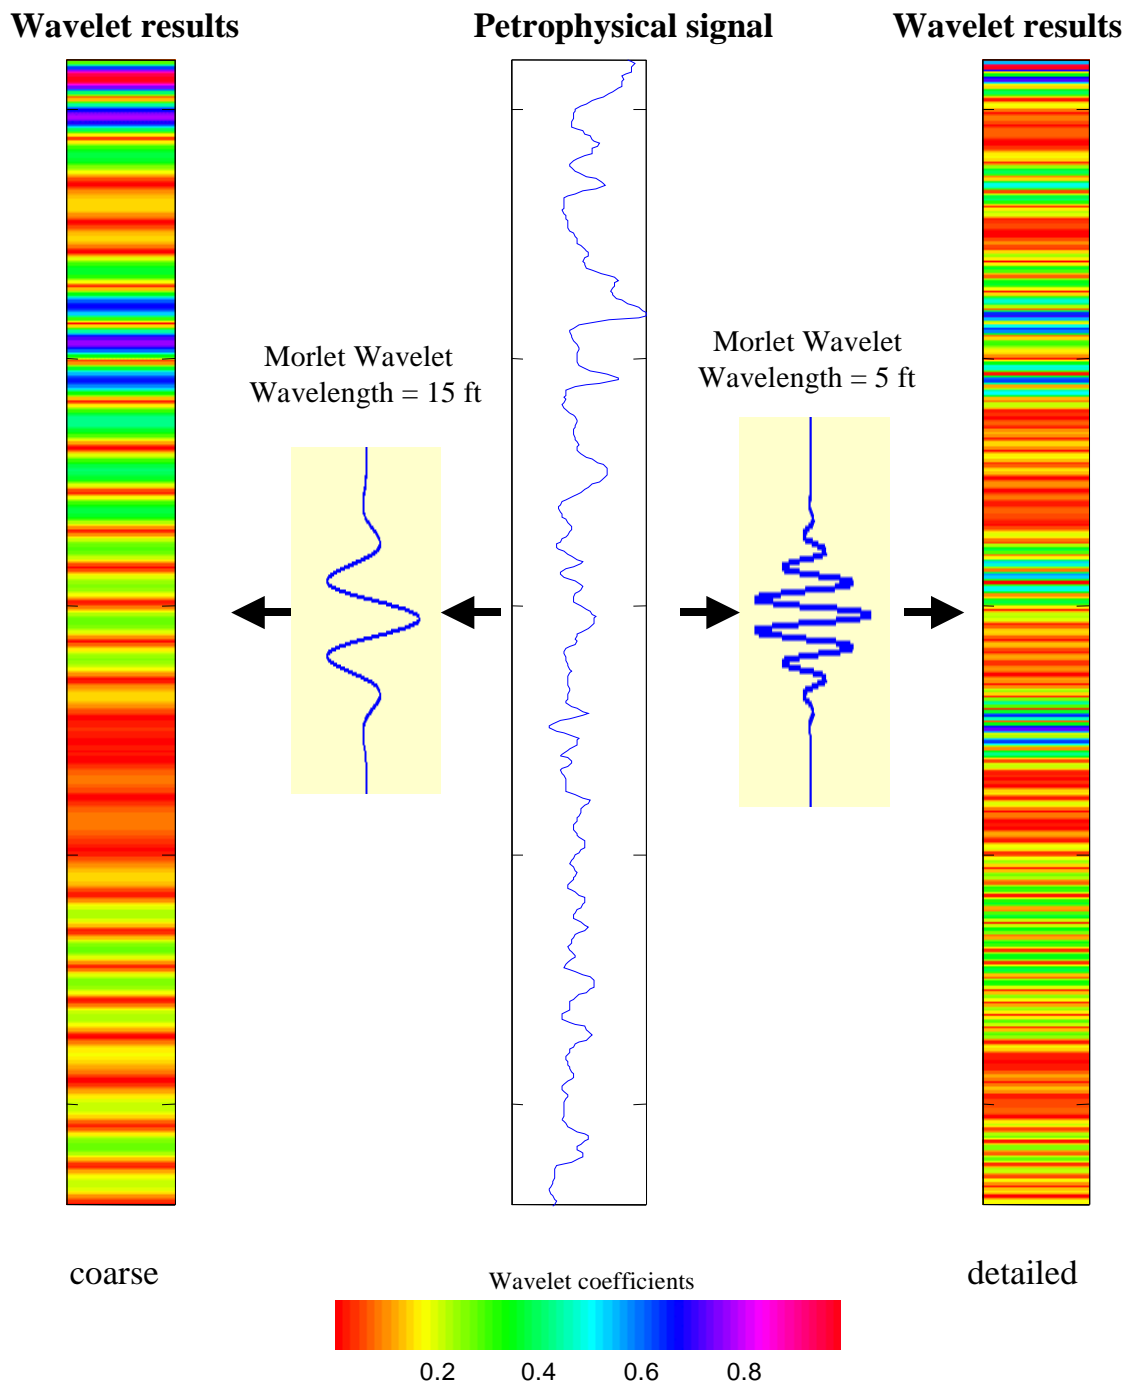 Wavelet results
Petrophysical signal
Wavelet results
Morlet Wavelet
Wavelength = 15 ft
Morlet Wavelet
Wavelength = 5 ft
coarse
detailed
Wavelet coefficients
0.2 0.4 0.6 0.8